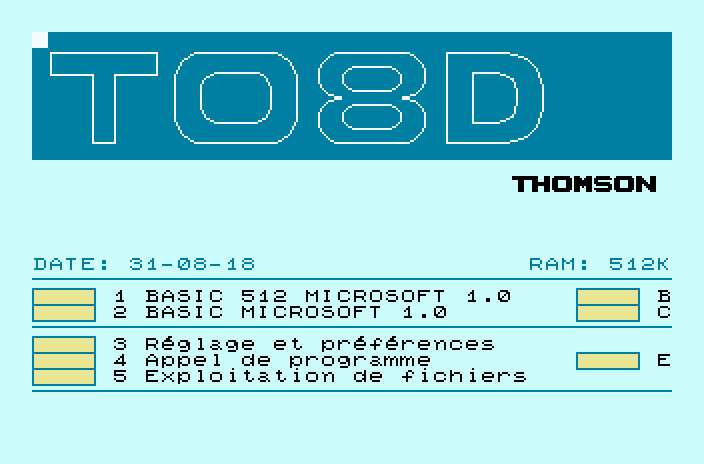 TO8D
THOMSON
DATE: 31-08-18 RAM: 512K
1 BASIC 512 MICROSOFT 1.0 B
2 BASIC MICROSOFT 1.0 C
3 Réglage et préférences
4 Appel de programme E
5 Exploitation de fichiers